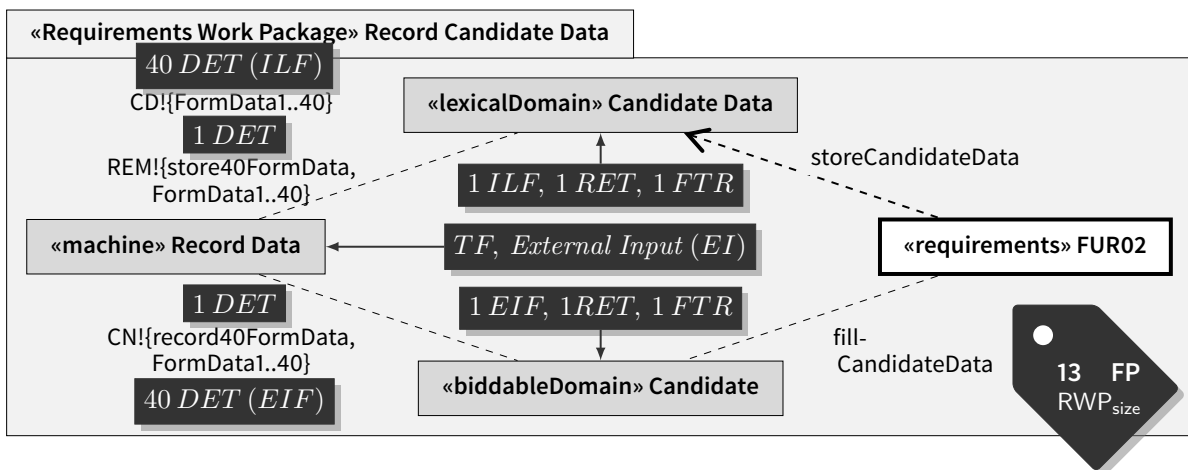 «Requirements Work Package» Record Candidate Data
40 DET (ILF)
CD!{FormData1..40}
1 DET
REM!{store40FormData,
FormData1..40}
«lexicalDomain» Candidate Data
storeCandidateData
1 ILF, 1 RET, 1 FTR
«machine» Record Data
TF, External Input (EI)
«requirements» FUR02
1 DET
CN!{record40FormData,
FormData1..40}
40 DET (EIF)
1 EIF, 1RET, 1 FTR
«biddableDomain» Candidate
fill-
CandidateData
13 FP
RWPsize